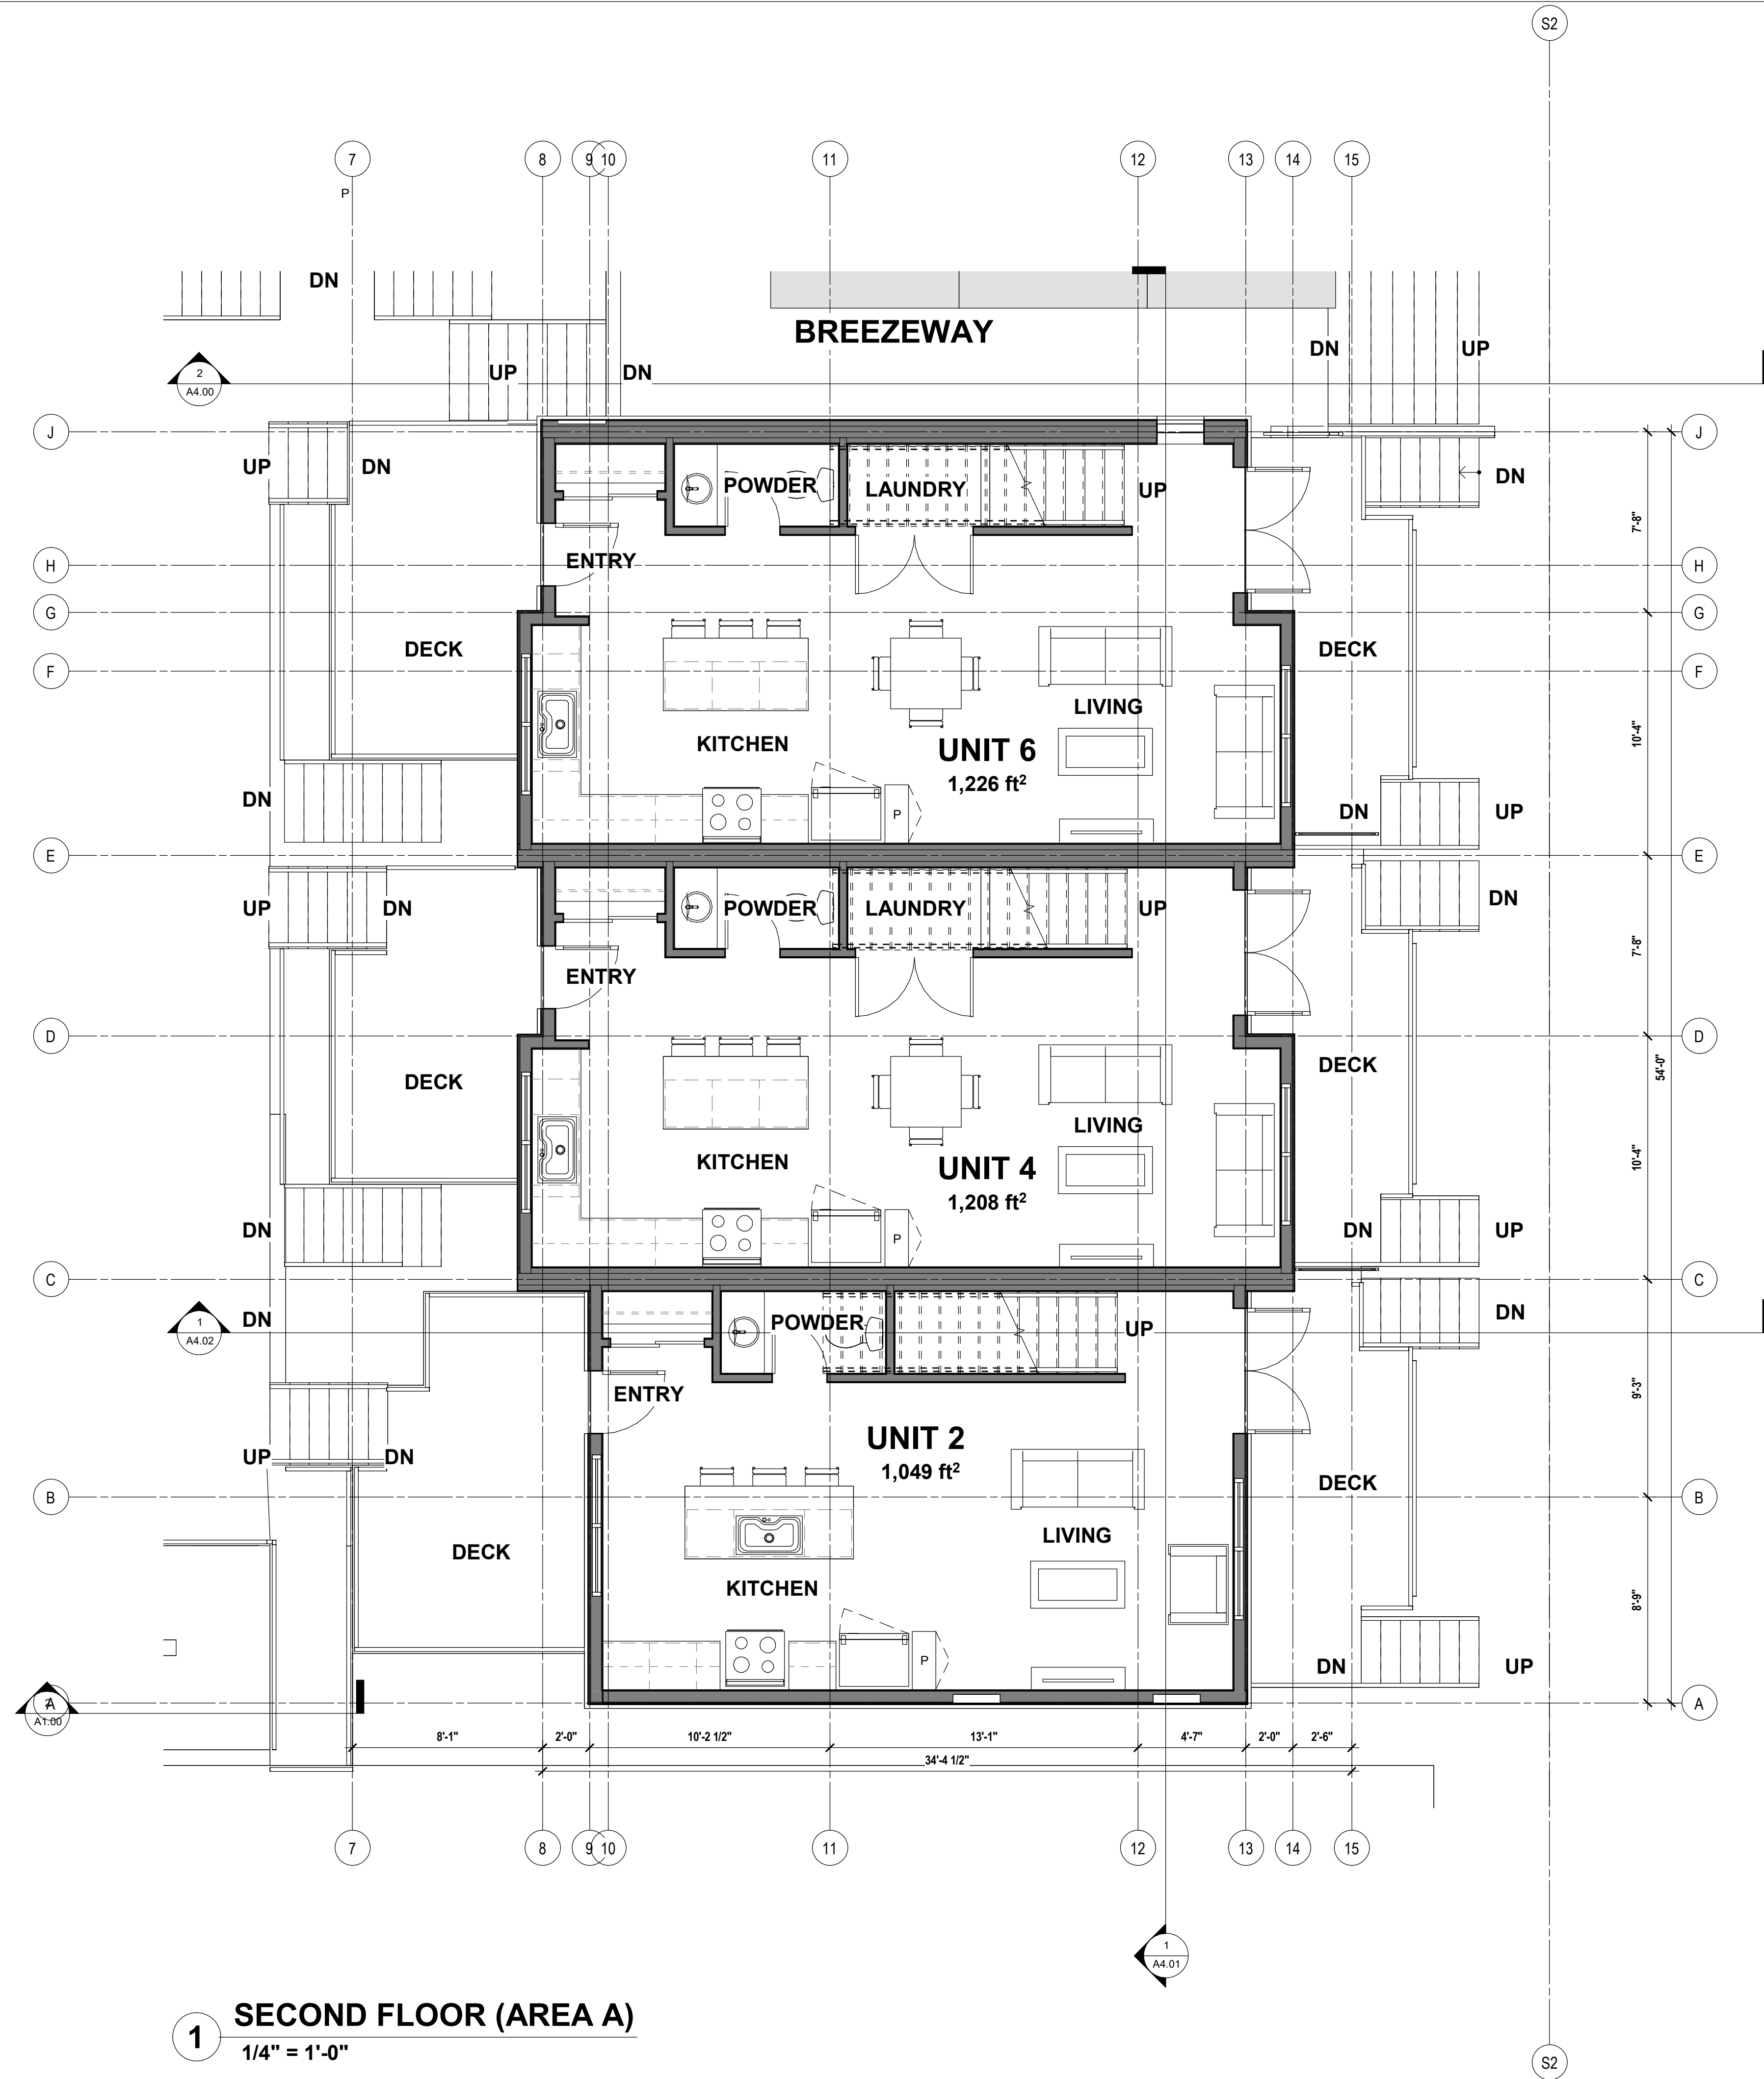 S2
7 8 9 10 11 12 13 14 15
P
DN
BREEZEWAY
DN UP
2
A4.00
UP DN
J J
UP DN POWDER LAUNDRY UP DN
7'-8"
H ENTRY H
G G
DECK DECK
F F
LIVING
KITCHEN UNIT 6
10'-4"
1,226 ft²
DN P DN UP
E E
UP DN POWDER LAUNDRY UP DN
7'-8"
ENTRY
D D
54'-0"
DECK DECK
LIVING
KITCHEN UNIT 4
10'-4"
1,208 ft²
DN P DN UP
C C
1
A4.02
DN POWDER UP DN
ENTRY
9'-3"
UNIT 2
UP DN 1,049 ft²
DECK
B B
DECK LIVING
KITCHEN
8'-9"
P DN UP
A A
2
A1.00
8'-1" 2'-0" 10'-2 1/2" 13'-1" 4'-7" 2'-0" 2'-6"
34'-4 1/2"
7 8 9 10 11 12 13 14 15
1
A4.01
1 SECOND FLOOR (AREA A)
1/4" = 1'-0"
S2